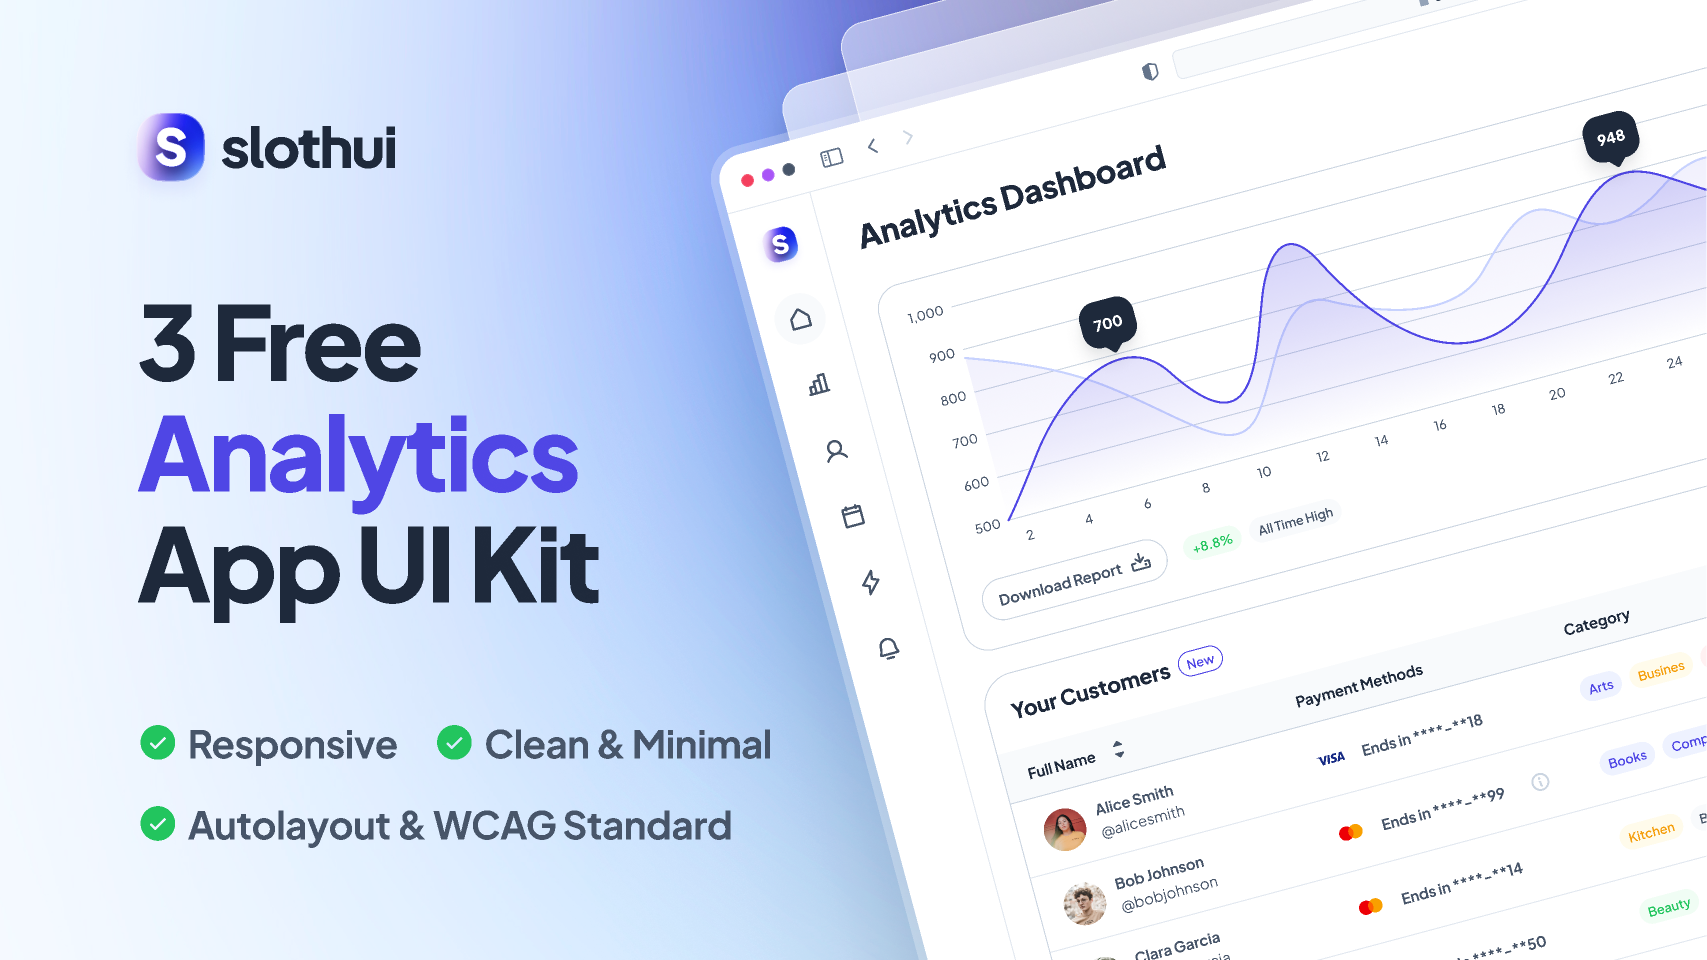 S slothui
3 Free
Analytics
App UI Kit
Responsive
Clean & Minimal
Autolayout & WCAG Standard
S
Analytics Dashboard
1,000
900
800
700
600
500
700
948
2 4 6 8 10 12 14 16 18 20 22 24
Download Report
+8.8%
All Time High
Your Customers New
Full Name Payment Methods Category
Alice Smith
@alicesmith
VISA Ends in ****-**18
Arts Busines
Bob Johnson
@bobjohnson
Ends in ****-**99
Books
Clara Garcia
Ends in ****-**14
Kitchen
****-**50
Beauty